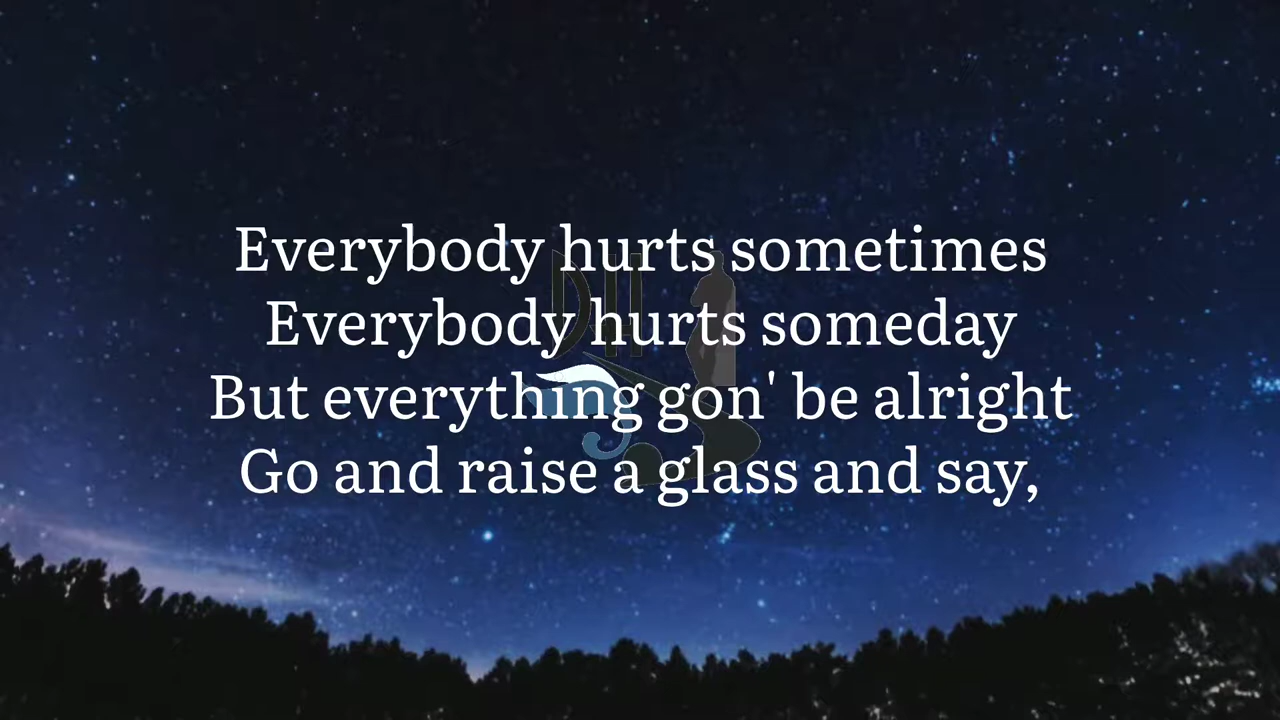 Everybody hurts sometimes
Everybody hurts someday
But everything gon' be alright
Go and raise a glass and say,